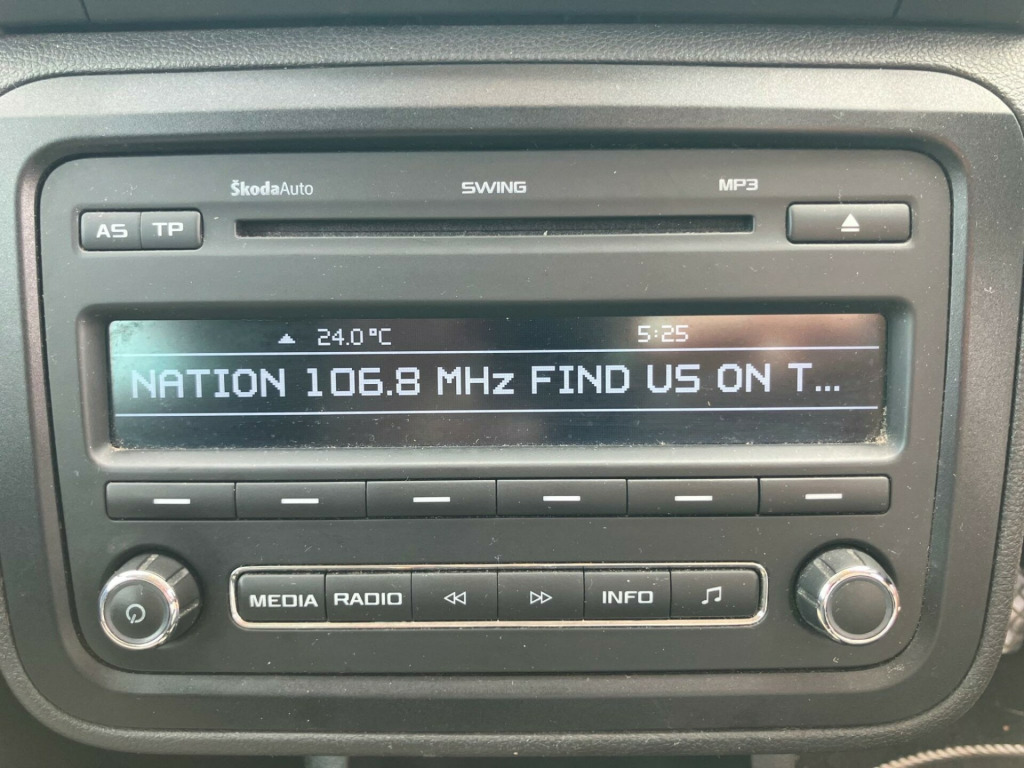 ŠkodaAuto SWING MP3
AS TP
24.0°C 5:25
NATION 106.8 MHz FIND US ON T...
MEDIA RADIO INFO